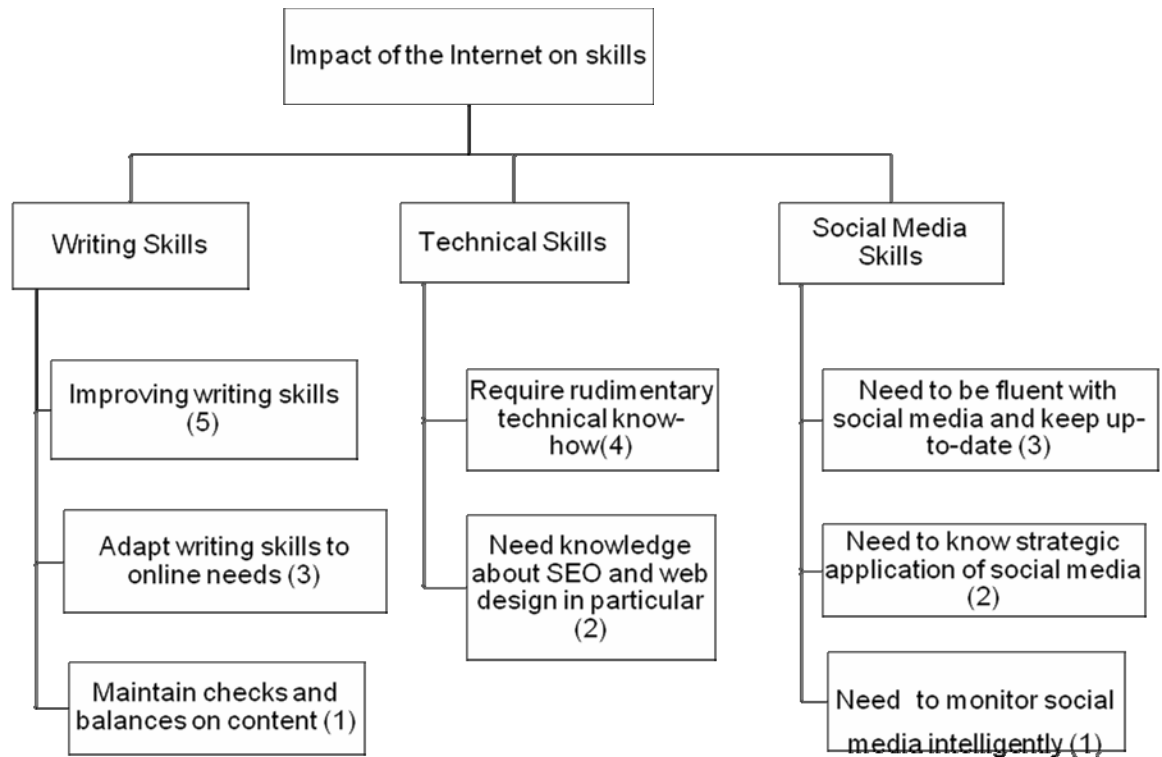 Impact of the Internet on skills
Writing Skills
Technical Skills
Social Media
Skills
Improving writing skills
(5)
Adapt writing skills to
online needs (3)
Maintain checks and
balances on content (1)
Require rudimentary
technical know-
how(4)
Need knowledge
about SEO and web
design in particular
(2)
Need to be fluent with
social media and keep up-
to-date (3)
Need to know strategic
application of social media
(2)
Need to monitor social
media intelligently (1)